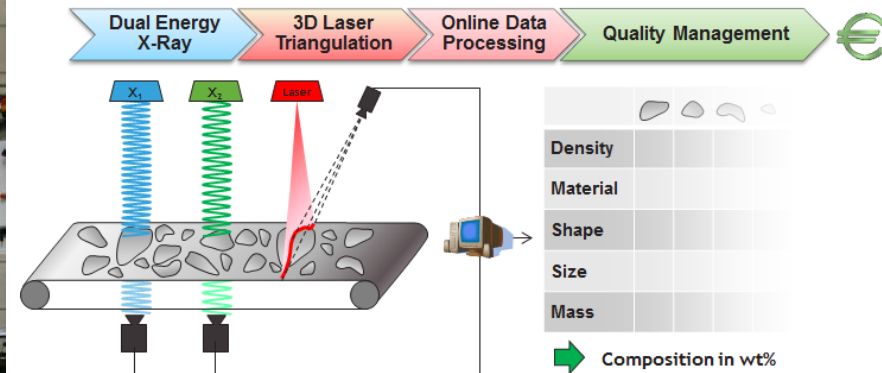 Dual Energy
X-Ray
3D Laser
Triangulation
Online Data
Processing
Quality Management
€
X₁
X₂
Laser
Density
Material
Shape
Size
Mass
Composition in wt%